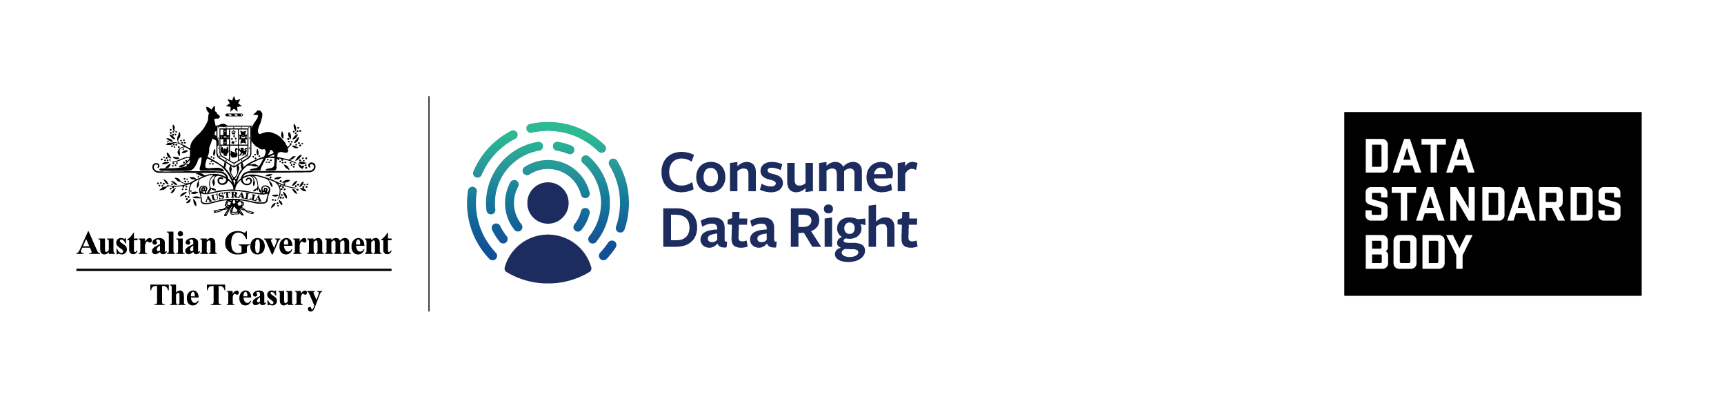 AUSTRALIA
Australian Government
The Treasury
Consumer
Data Right
DATA
STANDARDS
BODY